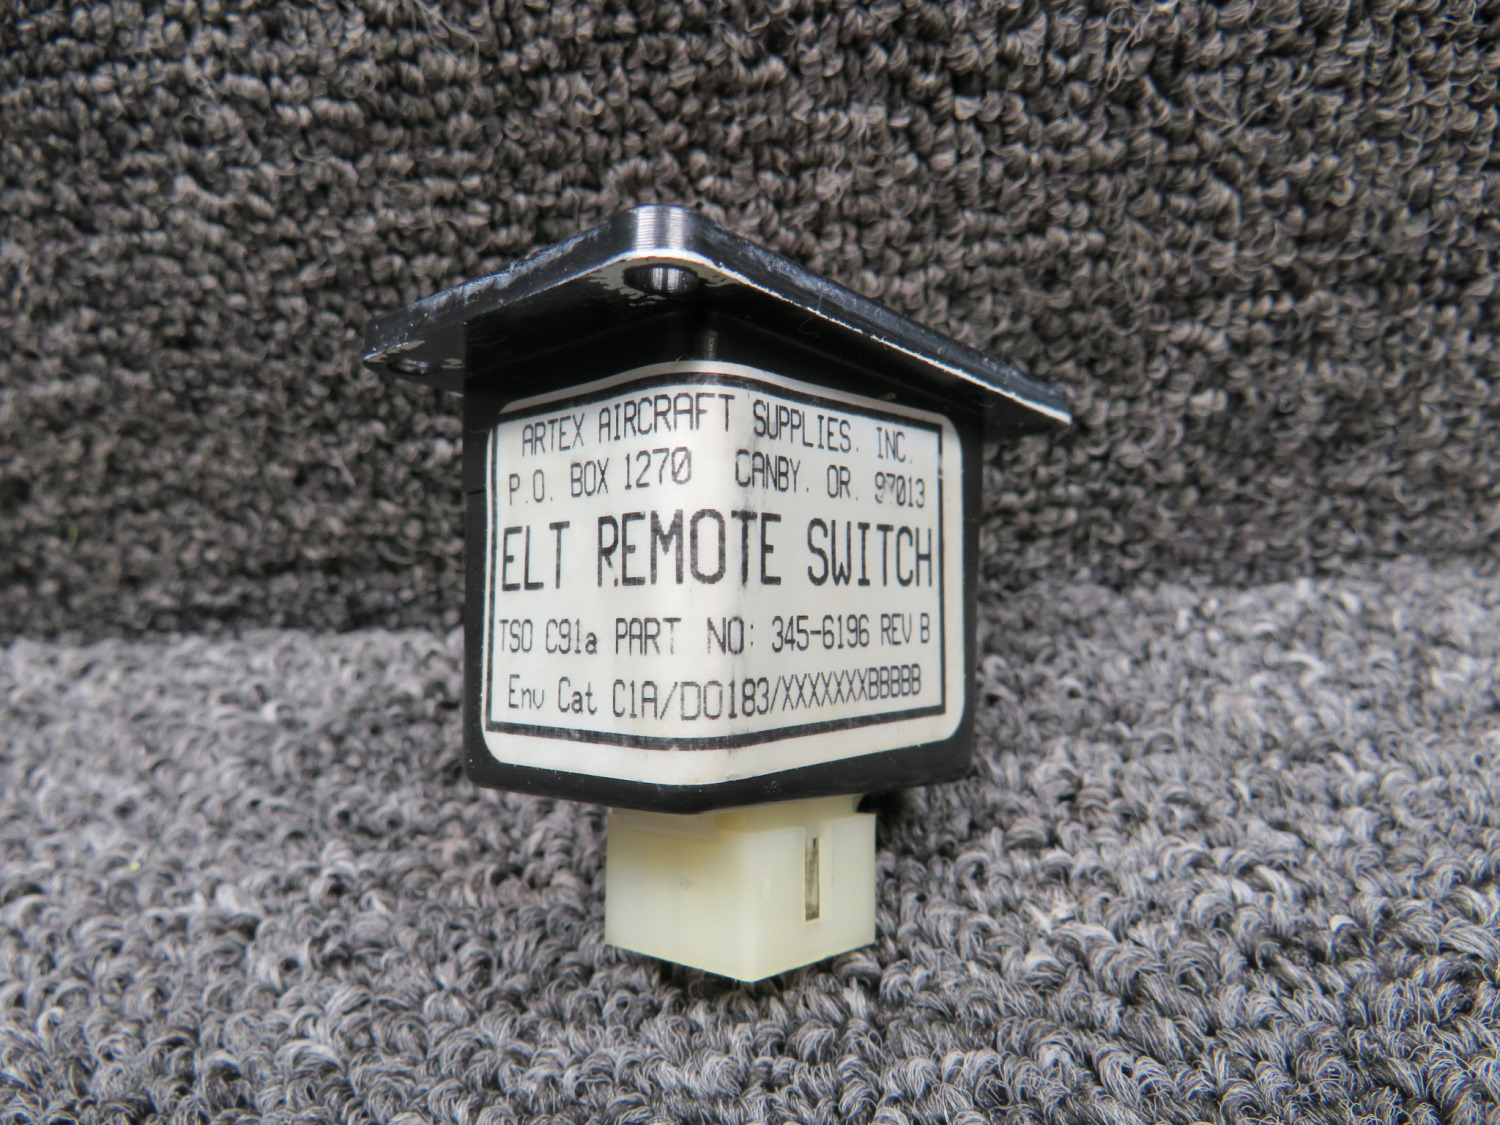 ARTEX AIRCRAFT SUPPLIES. INC.
P.O. BOX 1270 CANBY. OR. 97013
ELT REMOTE SWITCH
TSO C91a PART NO: 345-6196 REV B
Env Cat C1A/DO183/XXXXXXXBBBBB